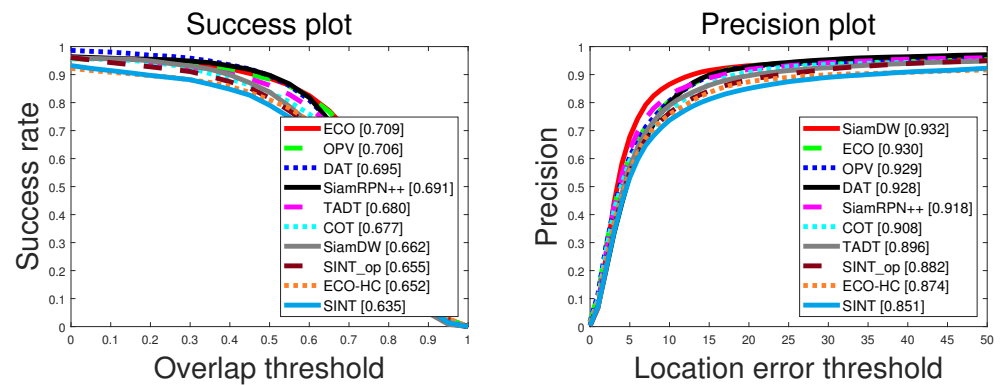 Success plot
Success rate
1
0.9
0.8
0.7
0.6
0.5
0.4
0.3
0.2
0.1
0
ECO [0.709]
OPV [0.706]
DAT [0.695]
SiamRPN++ [0.691]
TADT [0.680]
COT [0.677]
SiamDW [0.662]
SINT_op [0.655]
ECO-HC [0.652]
SINT [0.635]
0 0.1 0.2 0.3 0.4 0.5 0.6 0.7 0.8 0.9 1
Overlap threshold
Precision plot
Precision
1
0.9
0.8
0.7
0.6
0.5
0.4
0.3
0.2
0.1
0
SiamDW [0.932]
ECO [0.930]
OPV [0.929]
DAT [0.928]
SiamRPN++ [0.918]
COT [0.908]
TADT [0.896]
SINT_op [0.882]
ECO-HC [0.874]
SINT [0.851]
0 5 10 15 20 25 30 35 40 45 50
Location error threshold